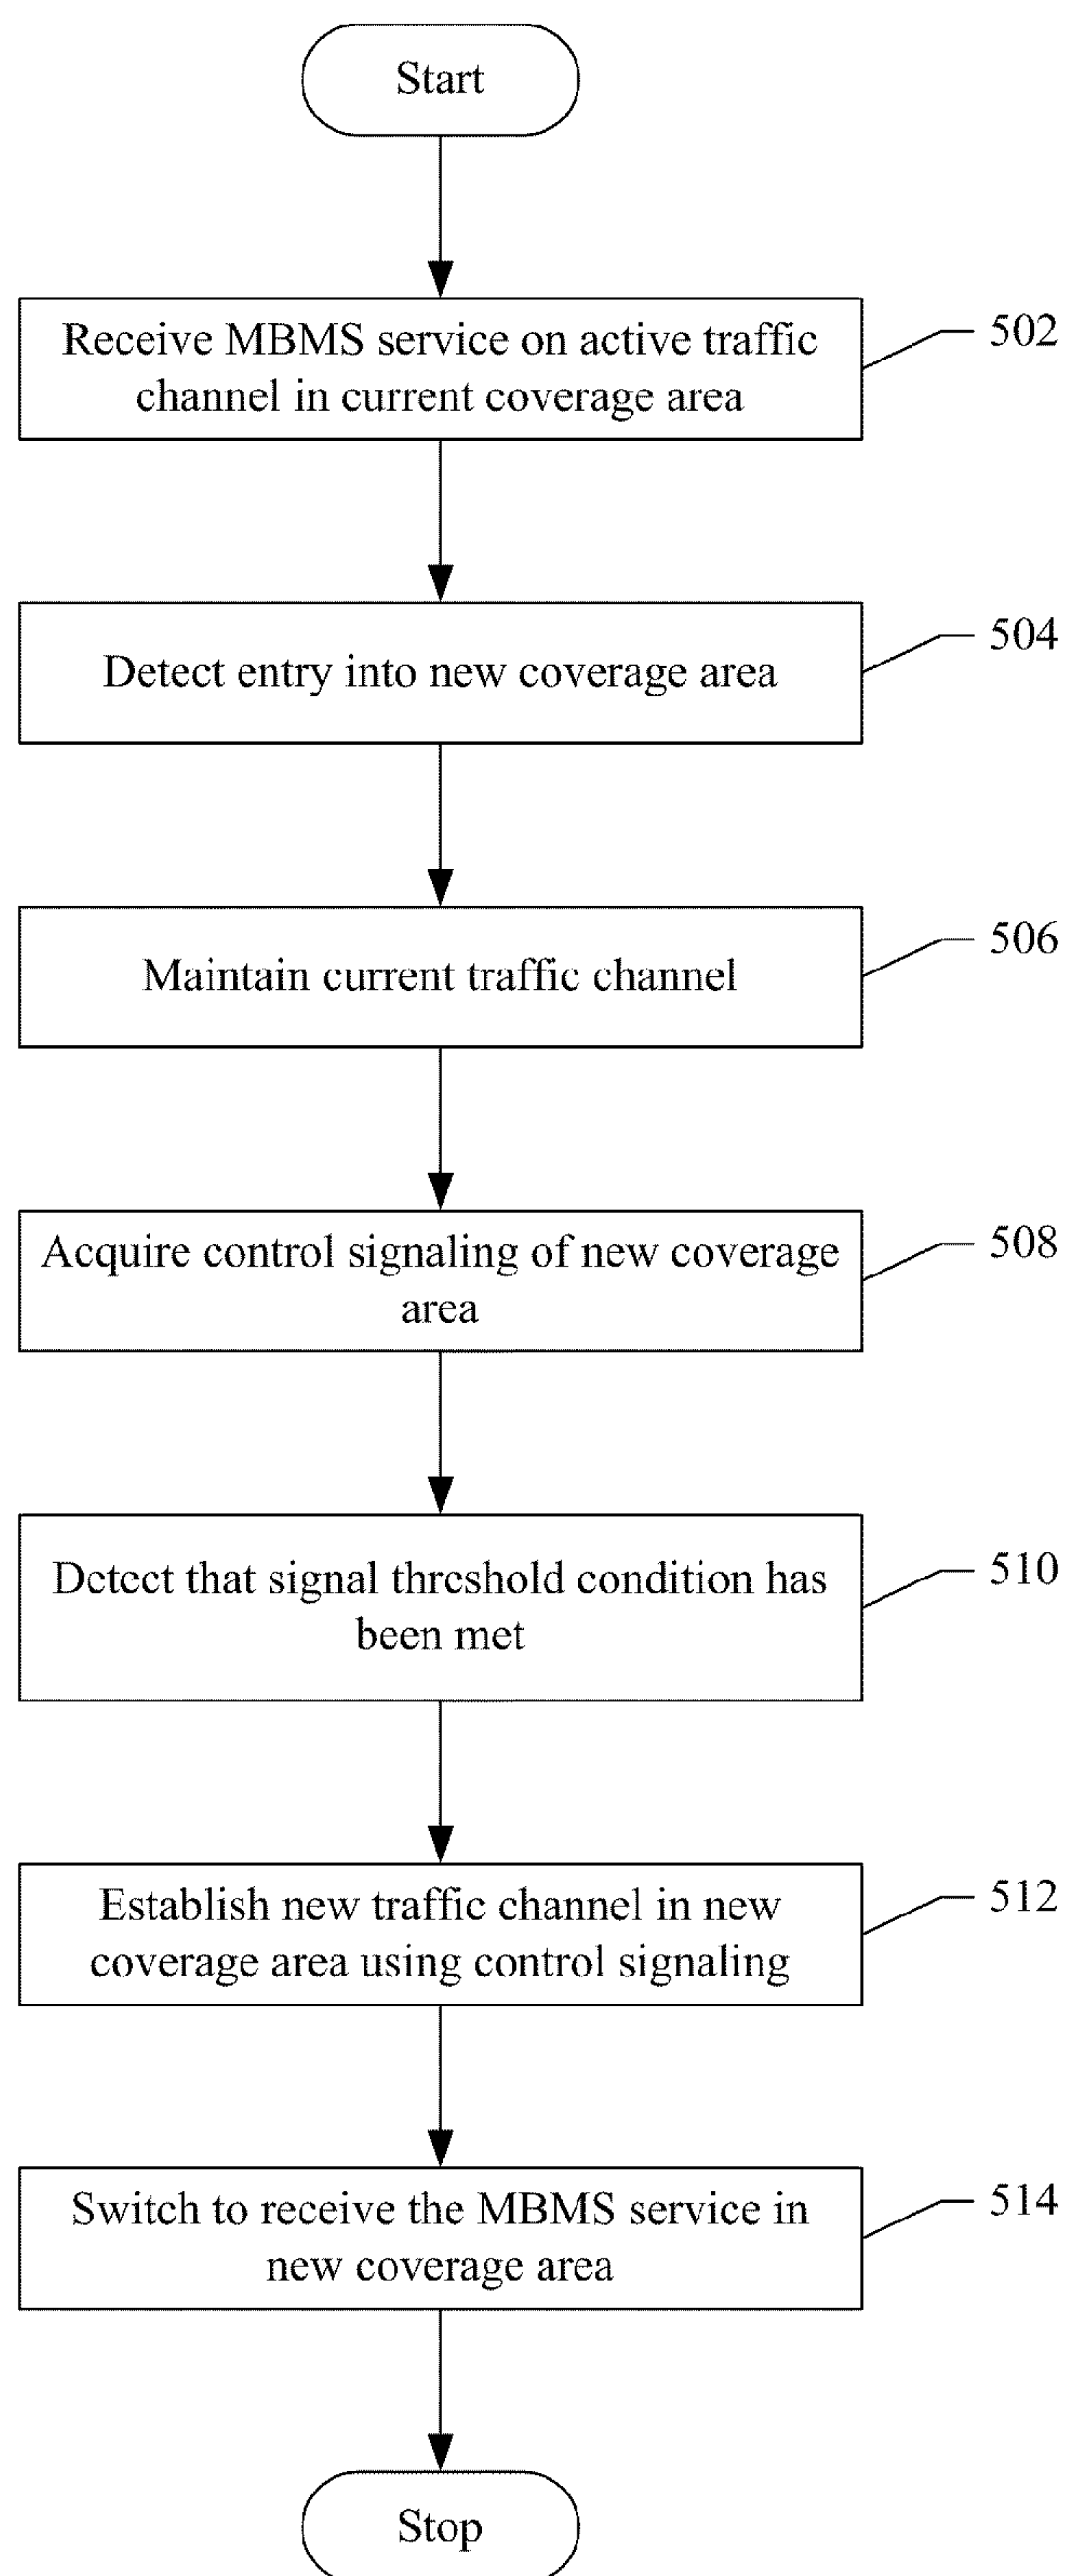 Start
Receive MBMS service on active traffic
channel in current coverage area
502
Detect entry into new coverage area
504
Maintain current traffic channel
506
Acquire control signaling of new coverage
area
508
Detect that signal threshold condition has
been met
510
Establish new traffic channel in new
coverage area using control signaling
512
Switch to receive the MBMS service in
new coverage area
514
Stop